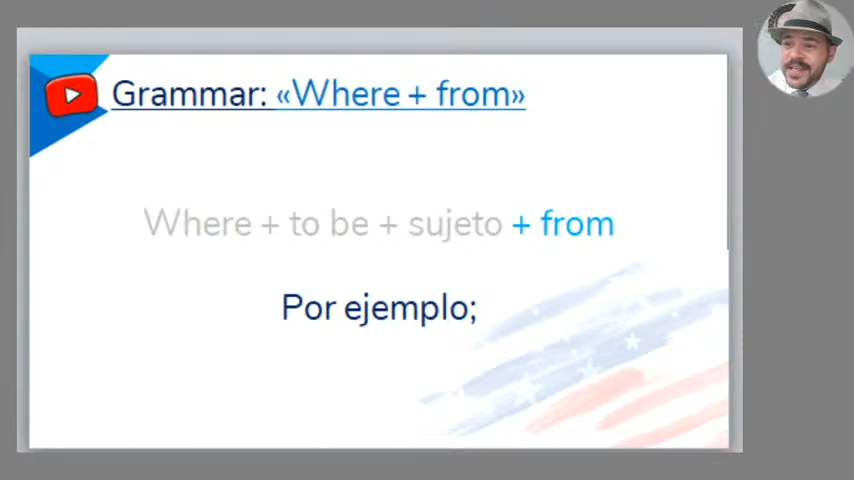 Grammar: «Where + from»
Where + to be + sujeto + from
Por ejemplo;